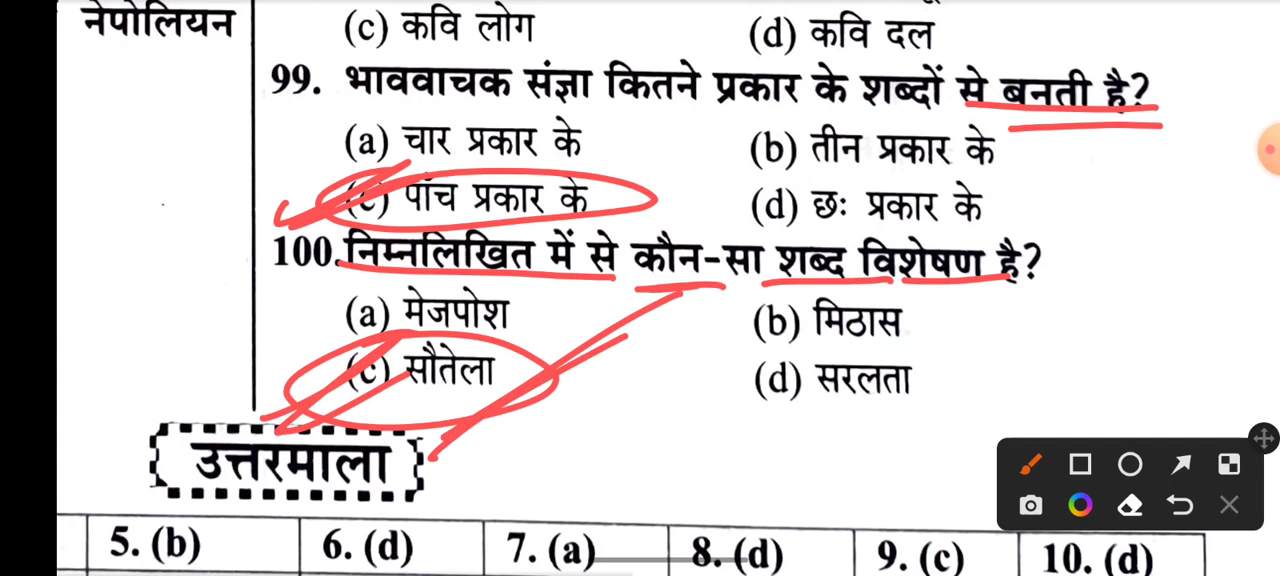 नेपोलियन
(c) कवि लोग (d) कवि दल
99. भाववाचक संज्ञा कितने प्रकार के शब्दों से बनती है?
(a) चार प्रकार के (b) तीन प्रकार के
(c) पाँच प्रकार के (d) छः प्रकार के
100. निम्नलिखित में से कौन-सा शब्द विशेषण है?
(a) मेजपोश (b) मिठास
(c) सौतेला (d) सरलता
उत्तरमाला
5. (b) 6. (d) 7. (a) 8. (d) 9. (c) 10. (d)